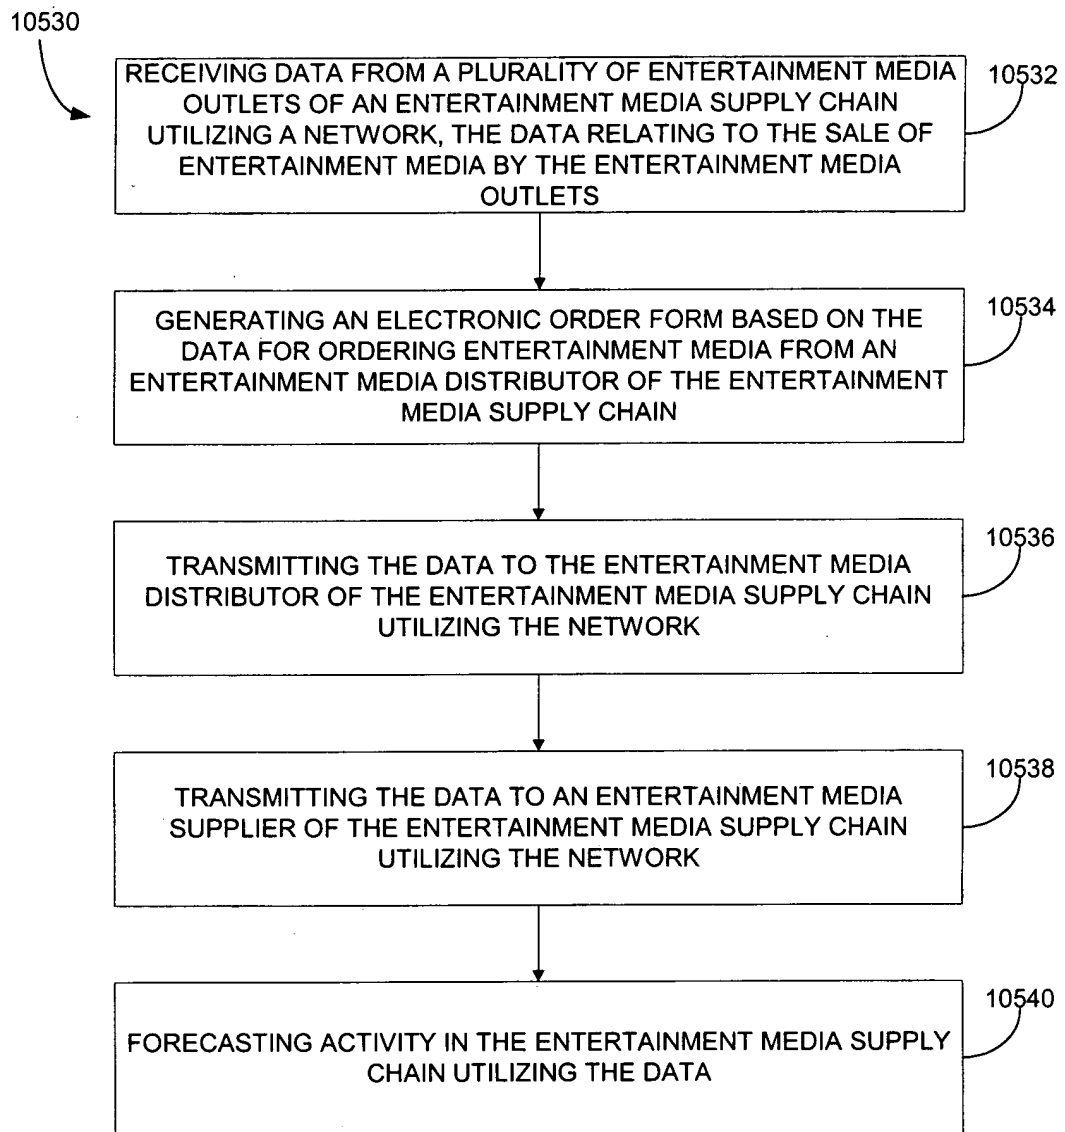 10530
RECEIVING DATA FROM A PLURALITY OF ENTERTAINMENT MEDIA
OUTLETS OF AN ENTERTAINMENT MEDIA SUPPLY CHAIN
UTILIZING A NETWORK, THE DATA RELATING TO THE SALE OF
ENTERTAINMENT MEDIA BY THE ENTERTAINMENT MEDIA
OUTLETS
10532
GENERATING AN ELECTRONIC ORDER FORM BASED ON THE
DATA FOR ORDERING ENTERTAINMENT MEDIA FROM AN
ENTERTAINMENT MEDIA DISTRIBUTOR OF THE ENTERTAINMENT
MEDIA SUPPLY CHAIN
10534
TRANSMITTING THE DATA TO THE ENTERTAINMENT MEDIA
DISTRIBUTOR OF THE ENTERTAINMENT MEDIA SUPPLY CHAIN
UTILIZING THE NETWORK
10536
TRANSMITTING THE DATA TO AN ENTERTAINMENT MEDIA
SUPPLIER OF THE ENTERTAINMENT MEDIA SUPPLY CHAIN
UTILIZING THE NETWORK
10538
FORECASTING ACTIVITY IN THE ENTERTAINMENT MEDIA SUPPLY
CHAIN UTILIZING THE DATA
10540